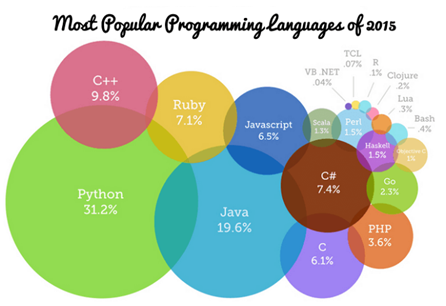 Most Popular Programming Languages of 2015
TCL
.07%
R
.1%
VB .NET
.04%
Clojure
.2%
Lua
.3%
Bash
.4%
C++
9.8%
Ruby
7.1%
Javascript
6.5%
Scala
1.3%
Perl
1.5%
Haskell
1.5%
Objective-C
1%
C#
7.4%
Go
2.3%
Python
31.2%
Java
19.6%
PHP
3.6%
C
6.1%